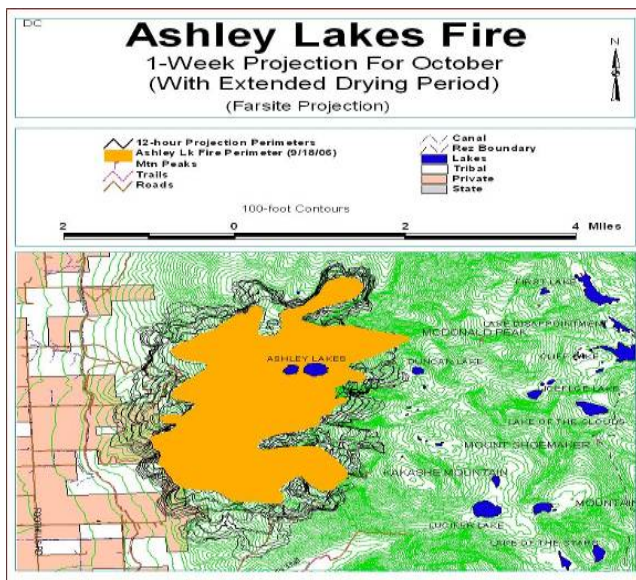 DC
Ashley Lakes Fire
1-Week Projection For October
(With Extended Drying Period)
(Farsite Projection)
N
12-hour Projection Perimeters
Ashley Lk Fire Perimeter (9/18/06)
Mtn Peaks
Trails
Roads
Canal
Rez Boundary
Lakes
Tribal
Private
State
100-foot Contours
2 0 2 4 Miles
FIRST LAKE
LAKE DISAPPOINTMENT
MCDONALD PEAK
ASHLEY LAKES
DUNCAN LAKE
CLIFF LAKE
LAKE OF THE CLOUDS
MOUNT SHOEMAKER
KAKASHE MOUNTAIN
MOUNTAIN
LUCIFER LAKE
LAKE OF THE STARS